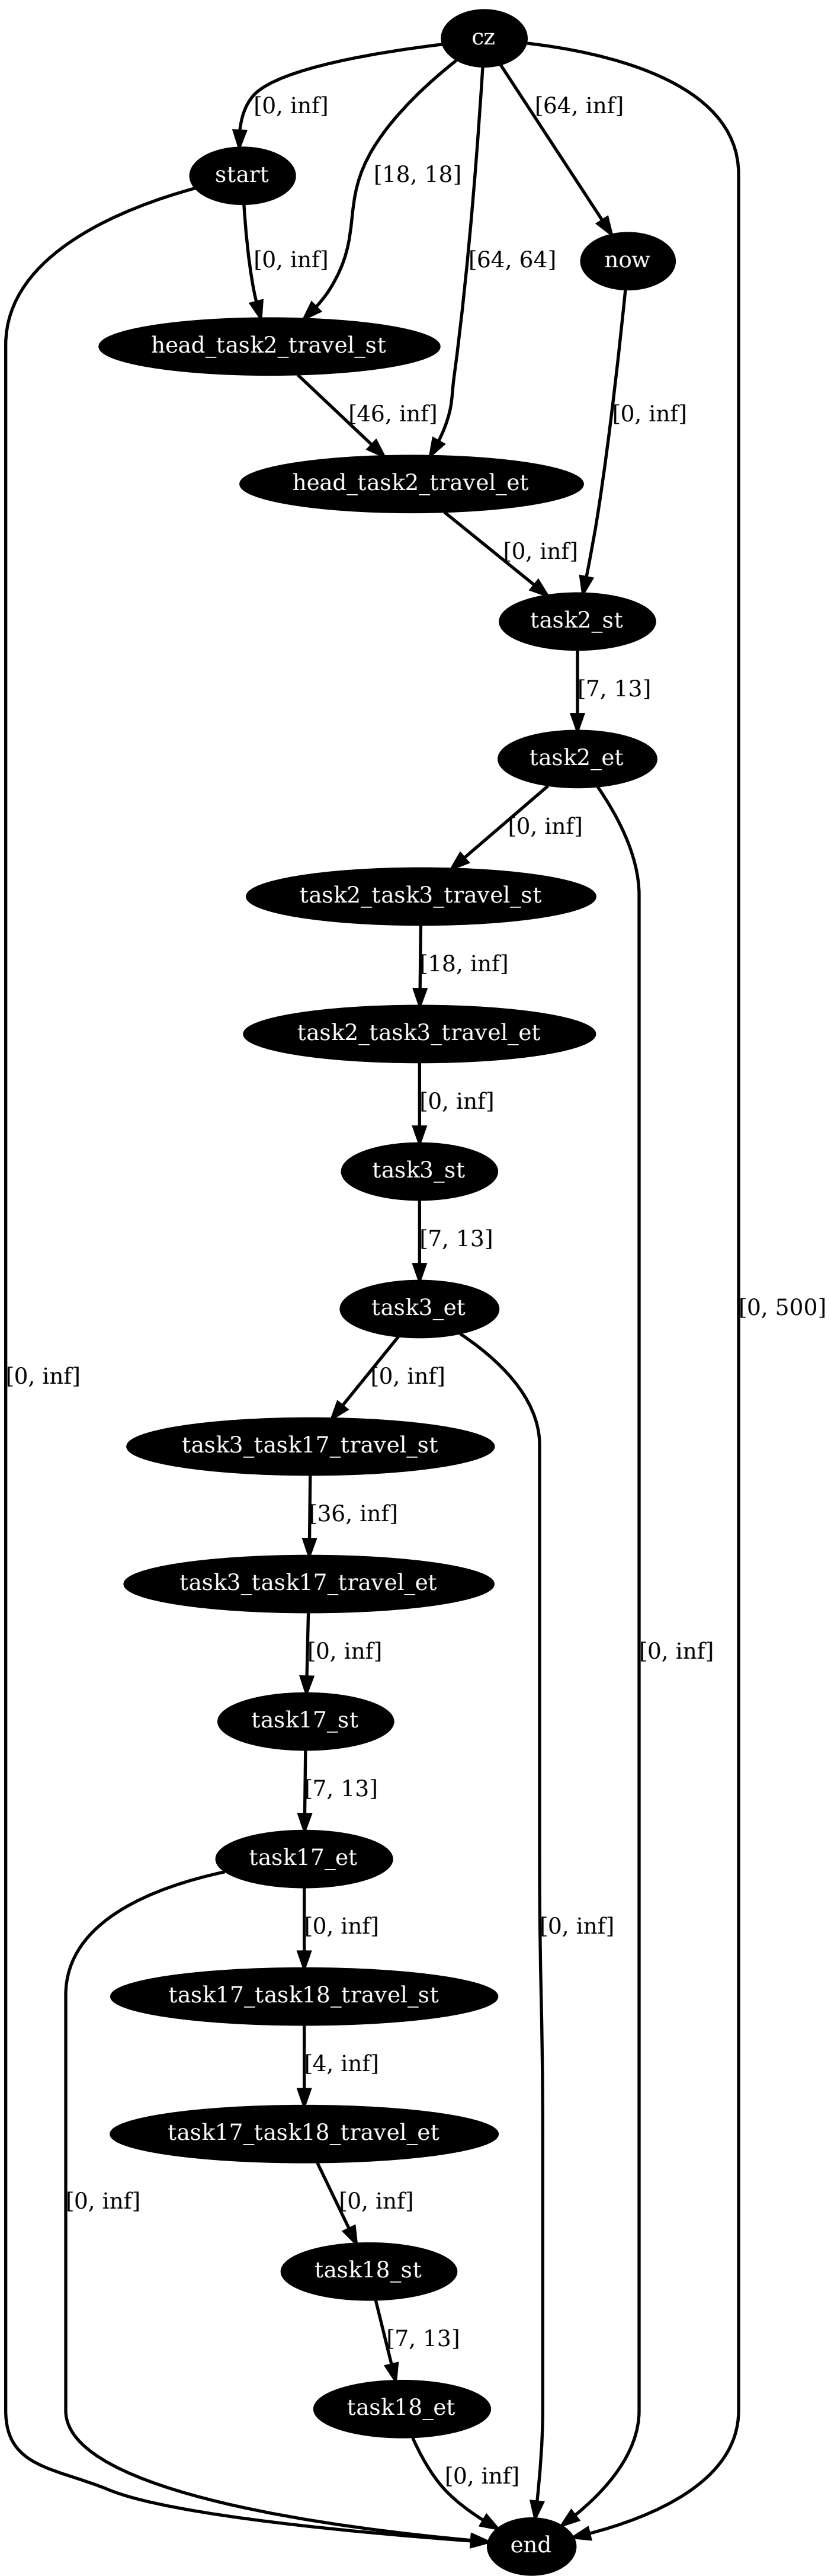 cz
[0, inf]
[64, inf]
start
[18, 18]
[0, inf]
[64, 64]
now
head_task2_travel_st
[46, inf]
[0, inf]
head_task2_travel_et
[0, inf]
task2_st
[7, 13]
task2_et
[0, inf]
task2_task3_travel_st
[18, inf]
task2_task3_travel_et
[0, inf]
task3_st
[7, 13]
task3_et
[0, 500]
[0, inf]
[0, inf]
task3_task17_travel_st
[36, inf]
task3_task17_travel_et
[0, inf]
[0, inf]
task17_st
[7, 13]
task17_et
[0, inf]
[0, inf]
task17_task18_travel_st
[4, inf]
task17_task18_travel_et
[0, inf]
[0, inf]
task18_st
[7, 13]
task18_et
[0, inf]
end